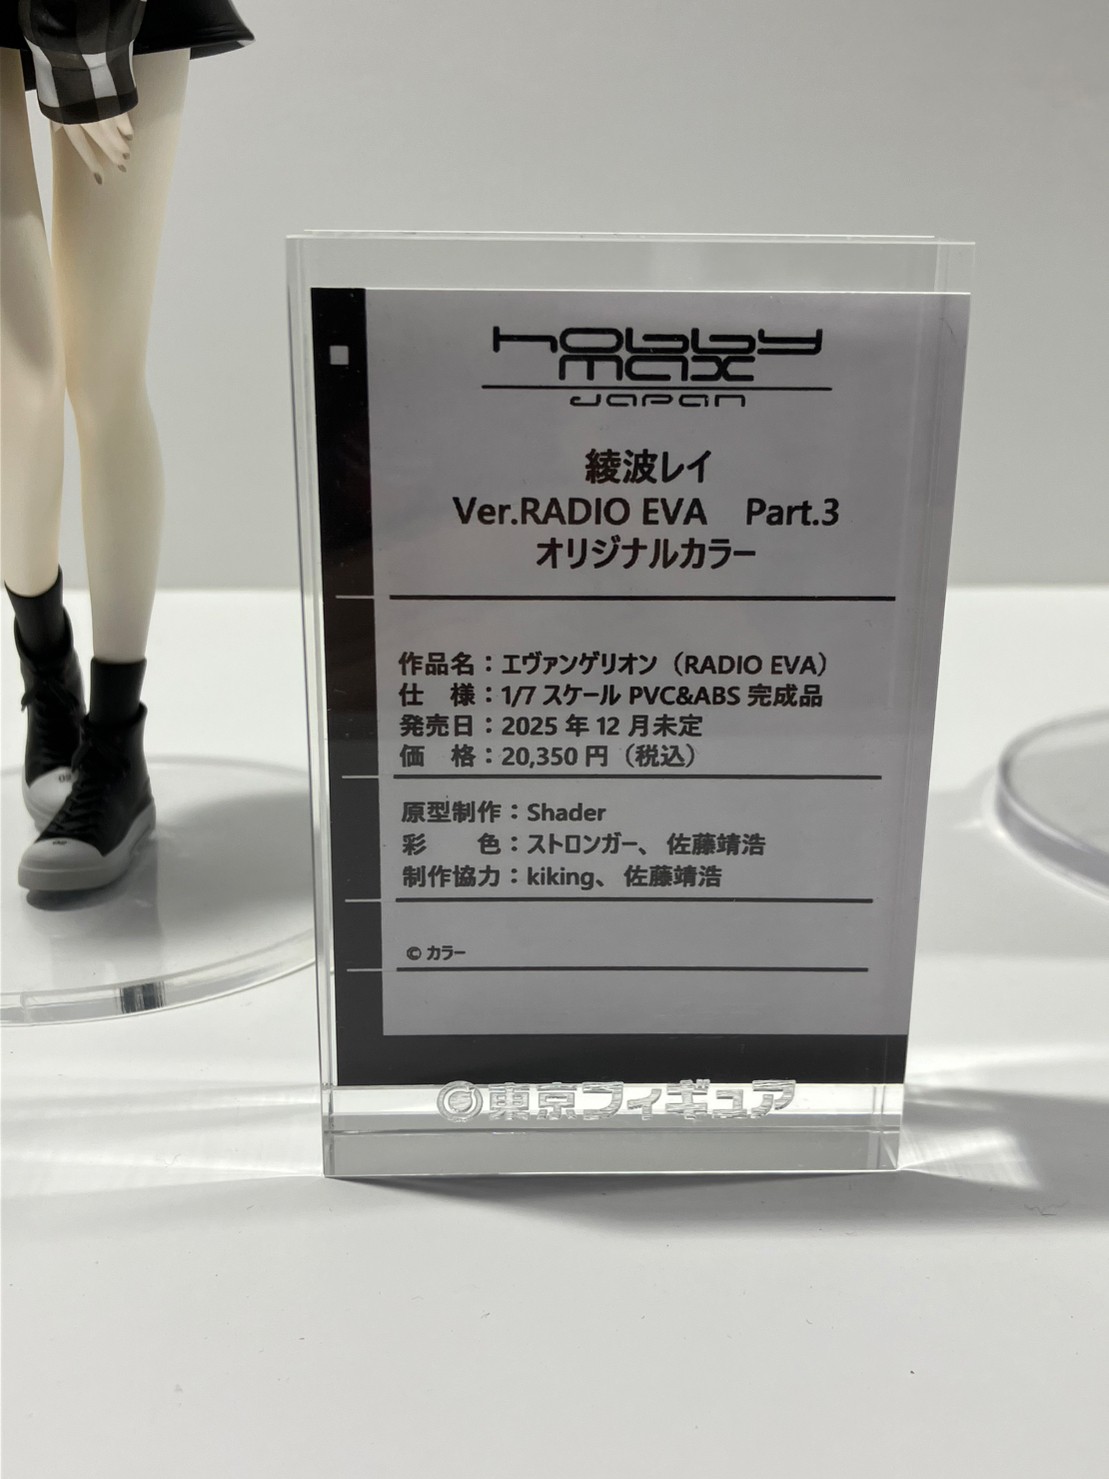 hobby
max
JAPAN
綾波レイ
Ver.RADIO EVA　Part.3
オリジナルカラー
作品名：エヴァンゲリオン（RADIO EVA）
仕　様：1/7 スケール PVC&ABS 完成品
発売日：2025 年 12 月未定
価　格：20,350 円（税込）
原型制作：Shader
彩　　色：ストロンガー、佐藤靖浩
制作協力：kiking、佐藤靖浩
© カラー
東京フィギュア
02
02